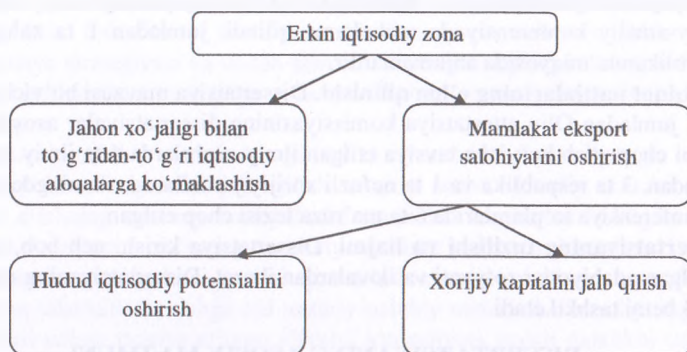 Erkin iqtisodiy zona
Jahon xo`jaligi bilan
to`g`ridan-to`g`ri iqtisodiy
aloqalarga ko`maklashish
Mamlakat eksport
salohiyatini oshirish
Hudud iqtisodiy potensialini
oshirish
Xorijiy kapitalni jalb qilish